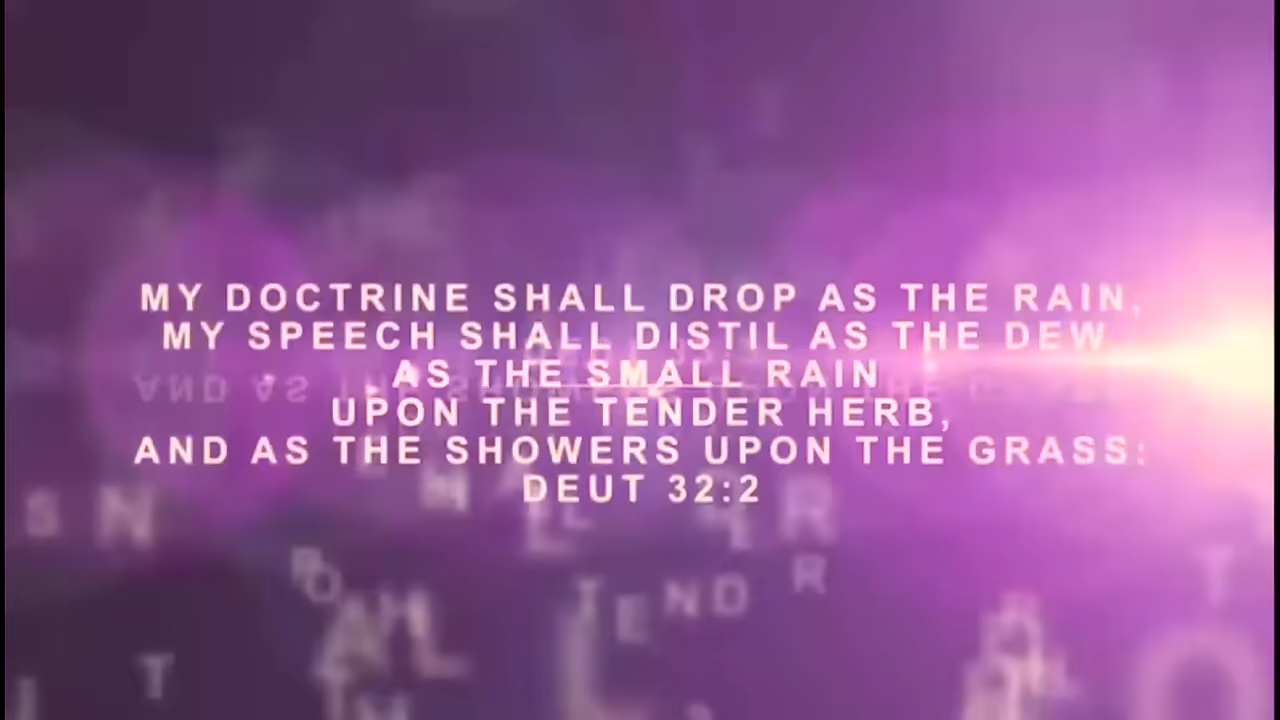 MY DOCTRINE SHALL DROP AS THE RAIN,
MY SPEECH SHALL DISTIL AS THE DEW
AS THE SMALL RAIN
UPON THE TENDER HERB,
AND AS THE SHOWERS UPON THE GRASS:
DEUT 32:2